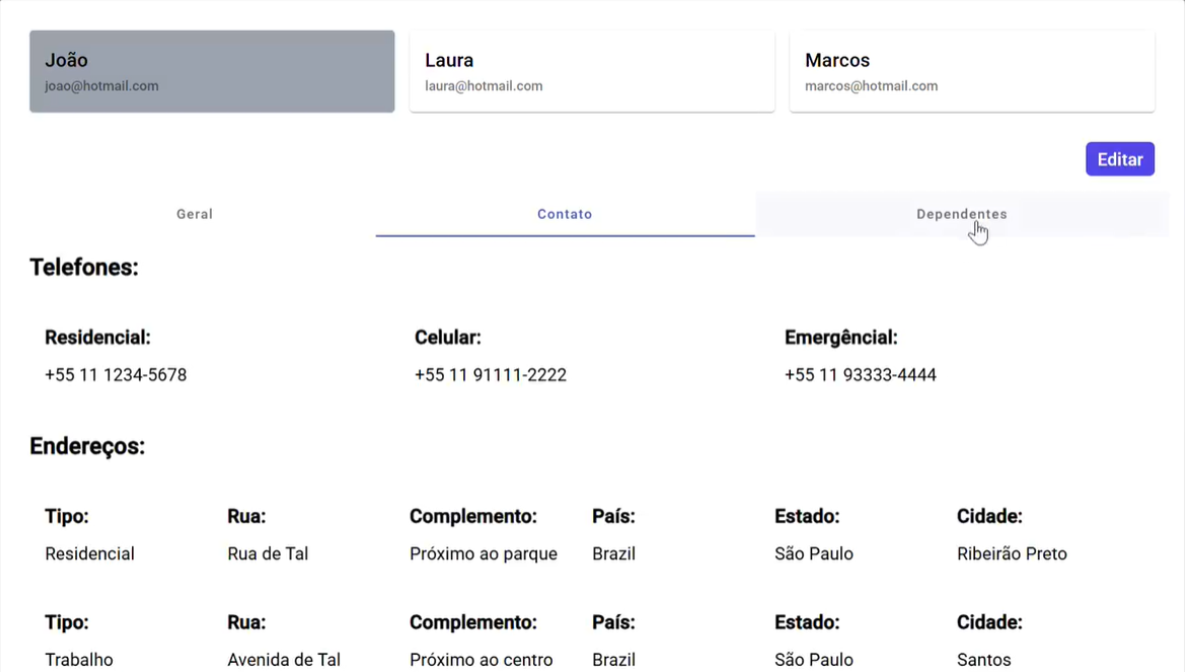 João Laura Marcos
joao@hotmail.com laura@hotmail.com marcos@hotmail.com
Editar
Geral Contato Dependentes
Telefones:
Residencial: Celular: Emergêncial:
+55 11 1234-5678 +55 11 91111-2222 +55 11 93333-4444
Endereços:
Tipo: Rua: Complemento: País: Estado: Cidade:
Residencial Rua de Tal Próximo ao parque Brazil São Paulo Ribeirão Preto
Tipo: Rua: Complemento: País: Estado: Cidade:
Trabalho Avenida de Tal Próximo ao centro Brazil São Paulo Santos